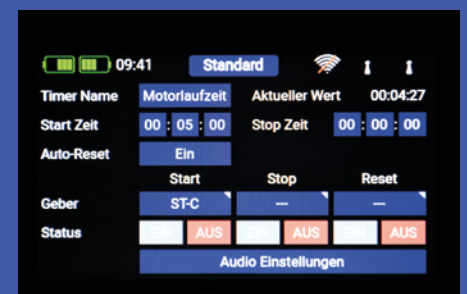 09:41 Standard
Timer Name Motorlaufzeit Aktueller Wert 00:04:27
Start Zeit 00 : 05 : 00 Stop Zeit 00 : 00 : 00
Auto-Reset Ein
Start Stop Reset
Geber ST-C --- ---
Status EIN AUS EIN AUS EIN AUS
Audio Einstellungen